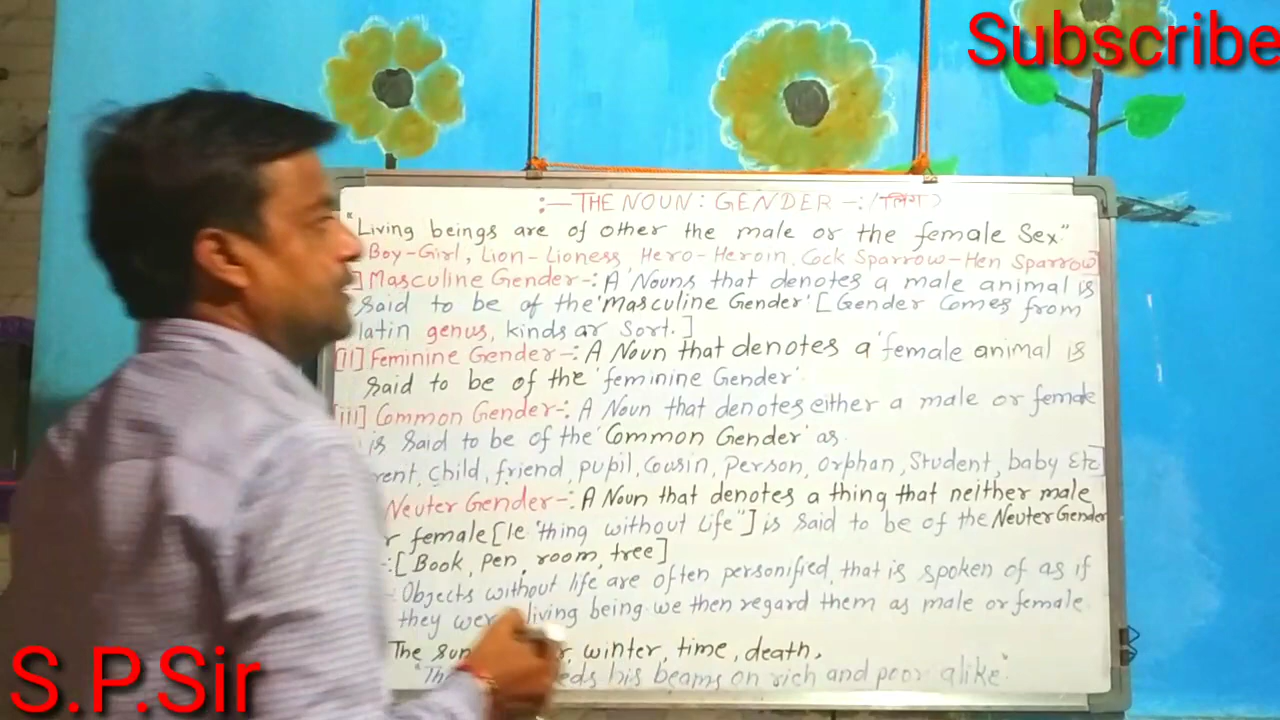 Subscribe
:— THE NOUN : GENDER —: (लिंग)
"Living beings are of other the male or the female Sex"
Boy-Girl, Lion-Lioness, Hero-Heroin, Cock Sparrow-Hen Sparrow]
] Masculine Gender -: A Nouns that denotes a male animal is
said to be of the 'Masculine Gender' [Gender Comes from
latin genus, kinds or Sort.]
[ii] Feminine Gender -: A Noun that denotes a 'female animal is
said to be of the 'feminine Gender'.
[iii] Common Gender -: A Noun that denotes either a male or female
is said to be of the 'Common Gender' as
rent, child, friend, pupil, Cousin, Person, Orphan, Student, baby Etc]
Neuter Gender -: A Noun that denotes a thing that neither male
r female [Ie 'thing without Life"] is said to be of the Neuter Gender
-:[Book, pen, room, tree]
-: Objects without life are often personified, that is spoken of as if
they were living being. we then regard them as male or female.
The sun, winter, time, death,
his beams on rich and poor alike"
S.P.Sir